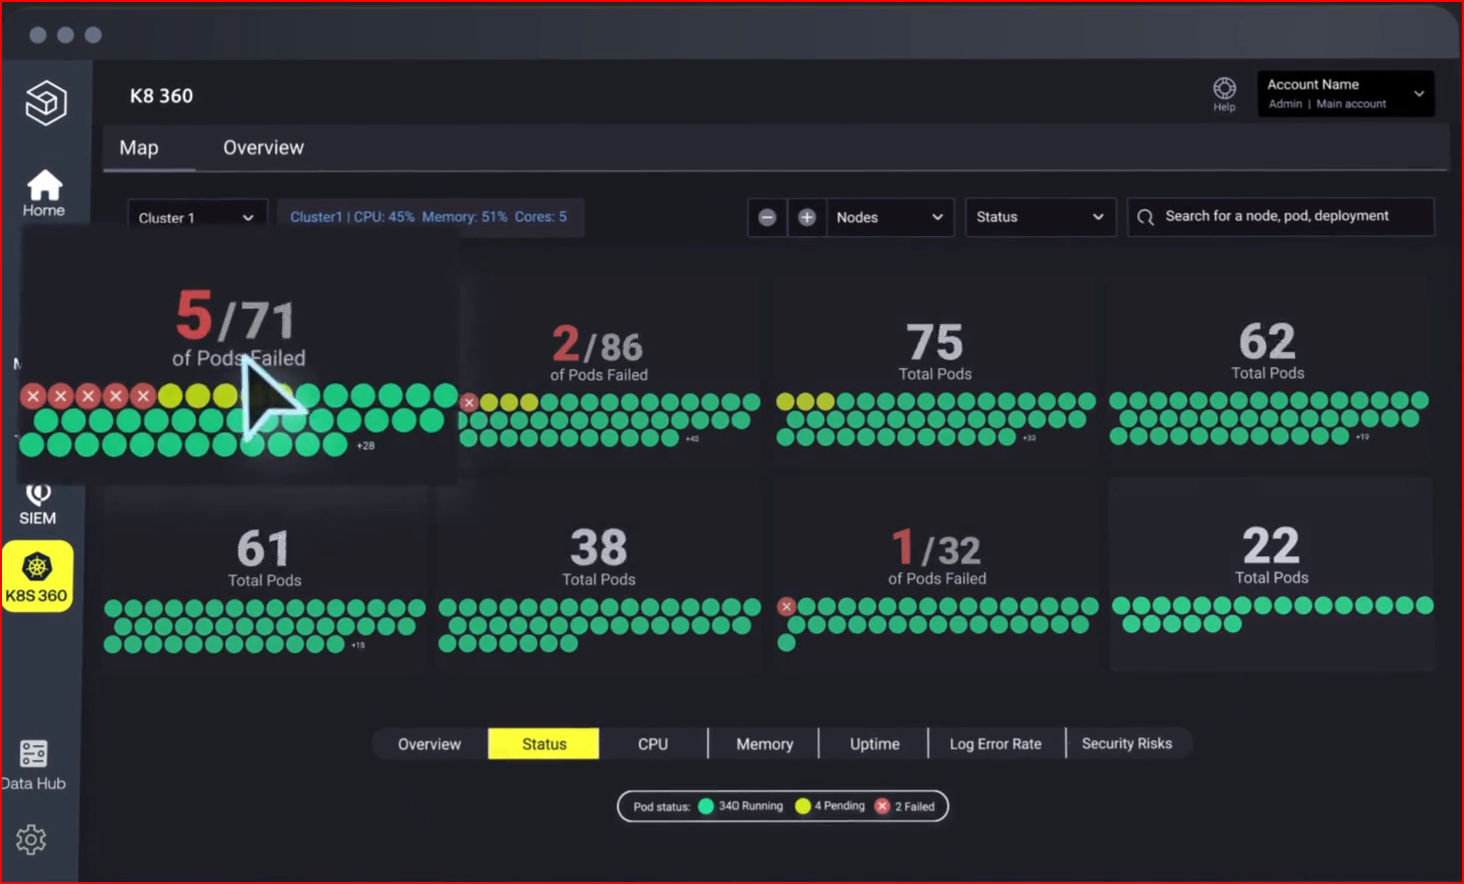 K8 360
Help
Account Name
Admin | Main account
Map
Overview
Home
Cluster 1
Cluster1 | CPU: 45% Memory: 51% Cores: 5
Nodes
Status
Search for a node, pod, deployment
5/71
of Pods Failed
+28
2/86
of Pods Failed
75
Total Pods
+33
62
Total Pods
SIEM
K8S 360
61
Total Pods
+15
38
Total Pods
1/32
of Pods Failed
22
Total Pods
Data Hub
Overview
Status
CPU
Memory
Uptime
Log Error Rate
Security Risks
Pod status: 340 Running 4 Pending 2 Failed